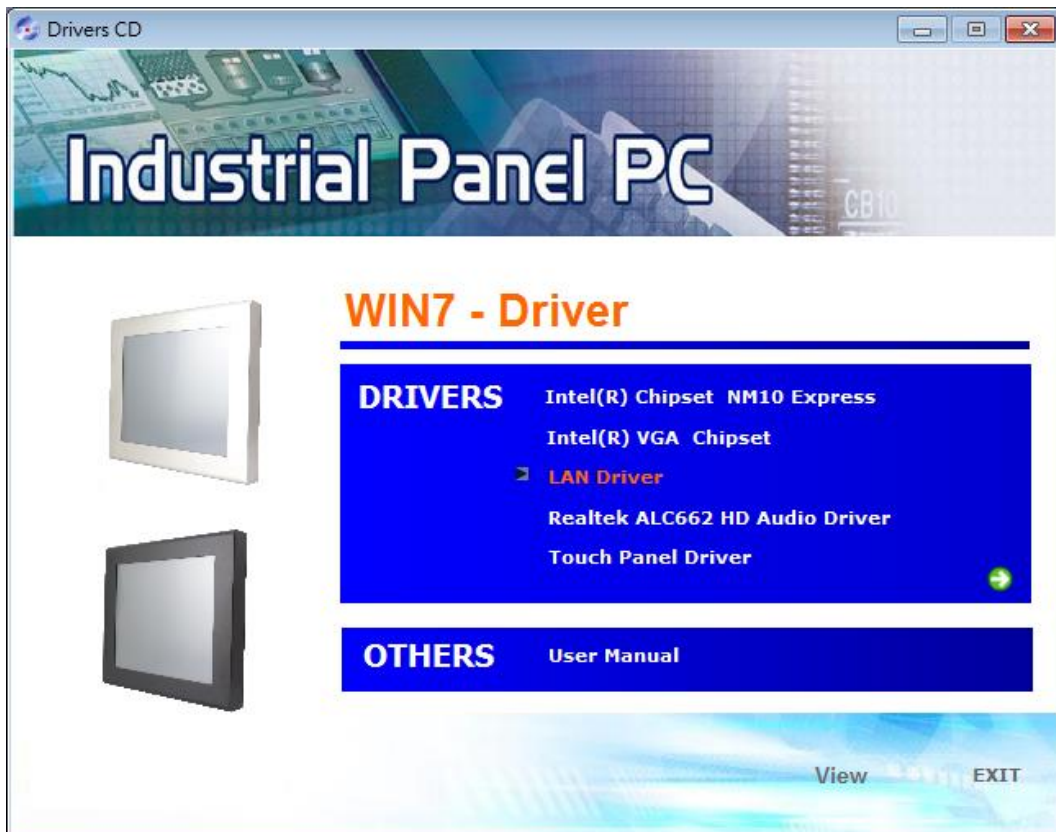 Drivers CD
Industrial Panel PC
CB10
WIN7 - Driver
DRIVERS
Intel(R) Chipset NM10 Express
Intel(R) VGA Chipset
LAN Driver
Realtek ALC662 HD Audio Driver
Touch Panel Driver
OTHERS
User Manual
View
EXIT